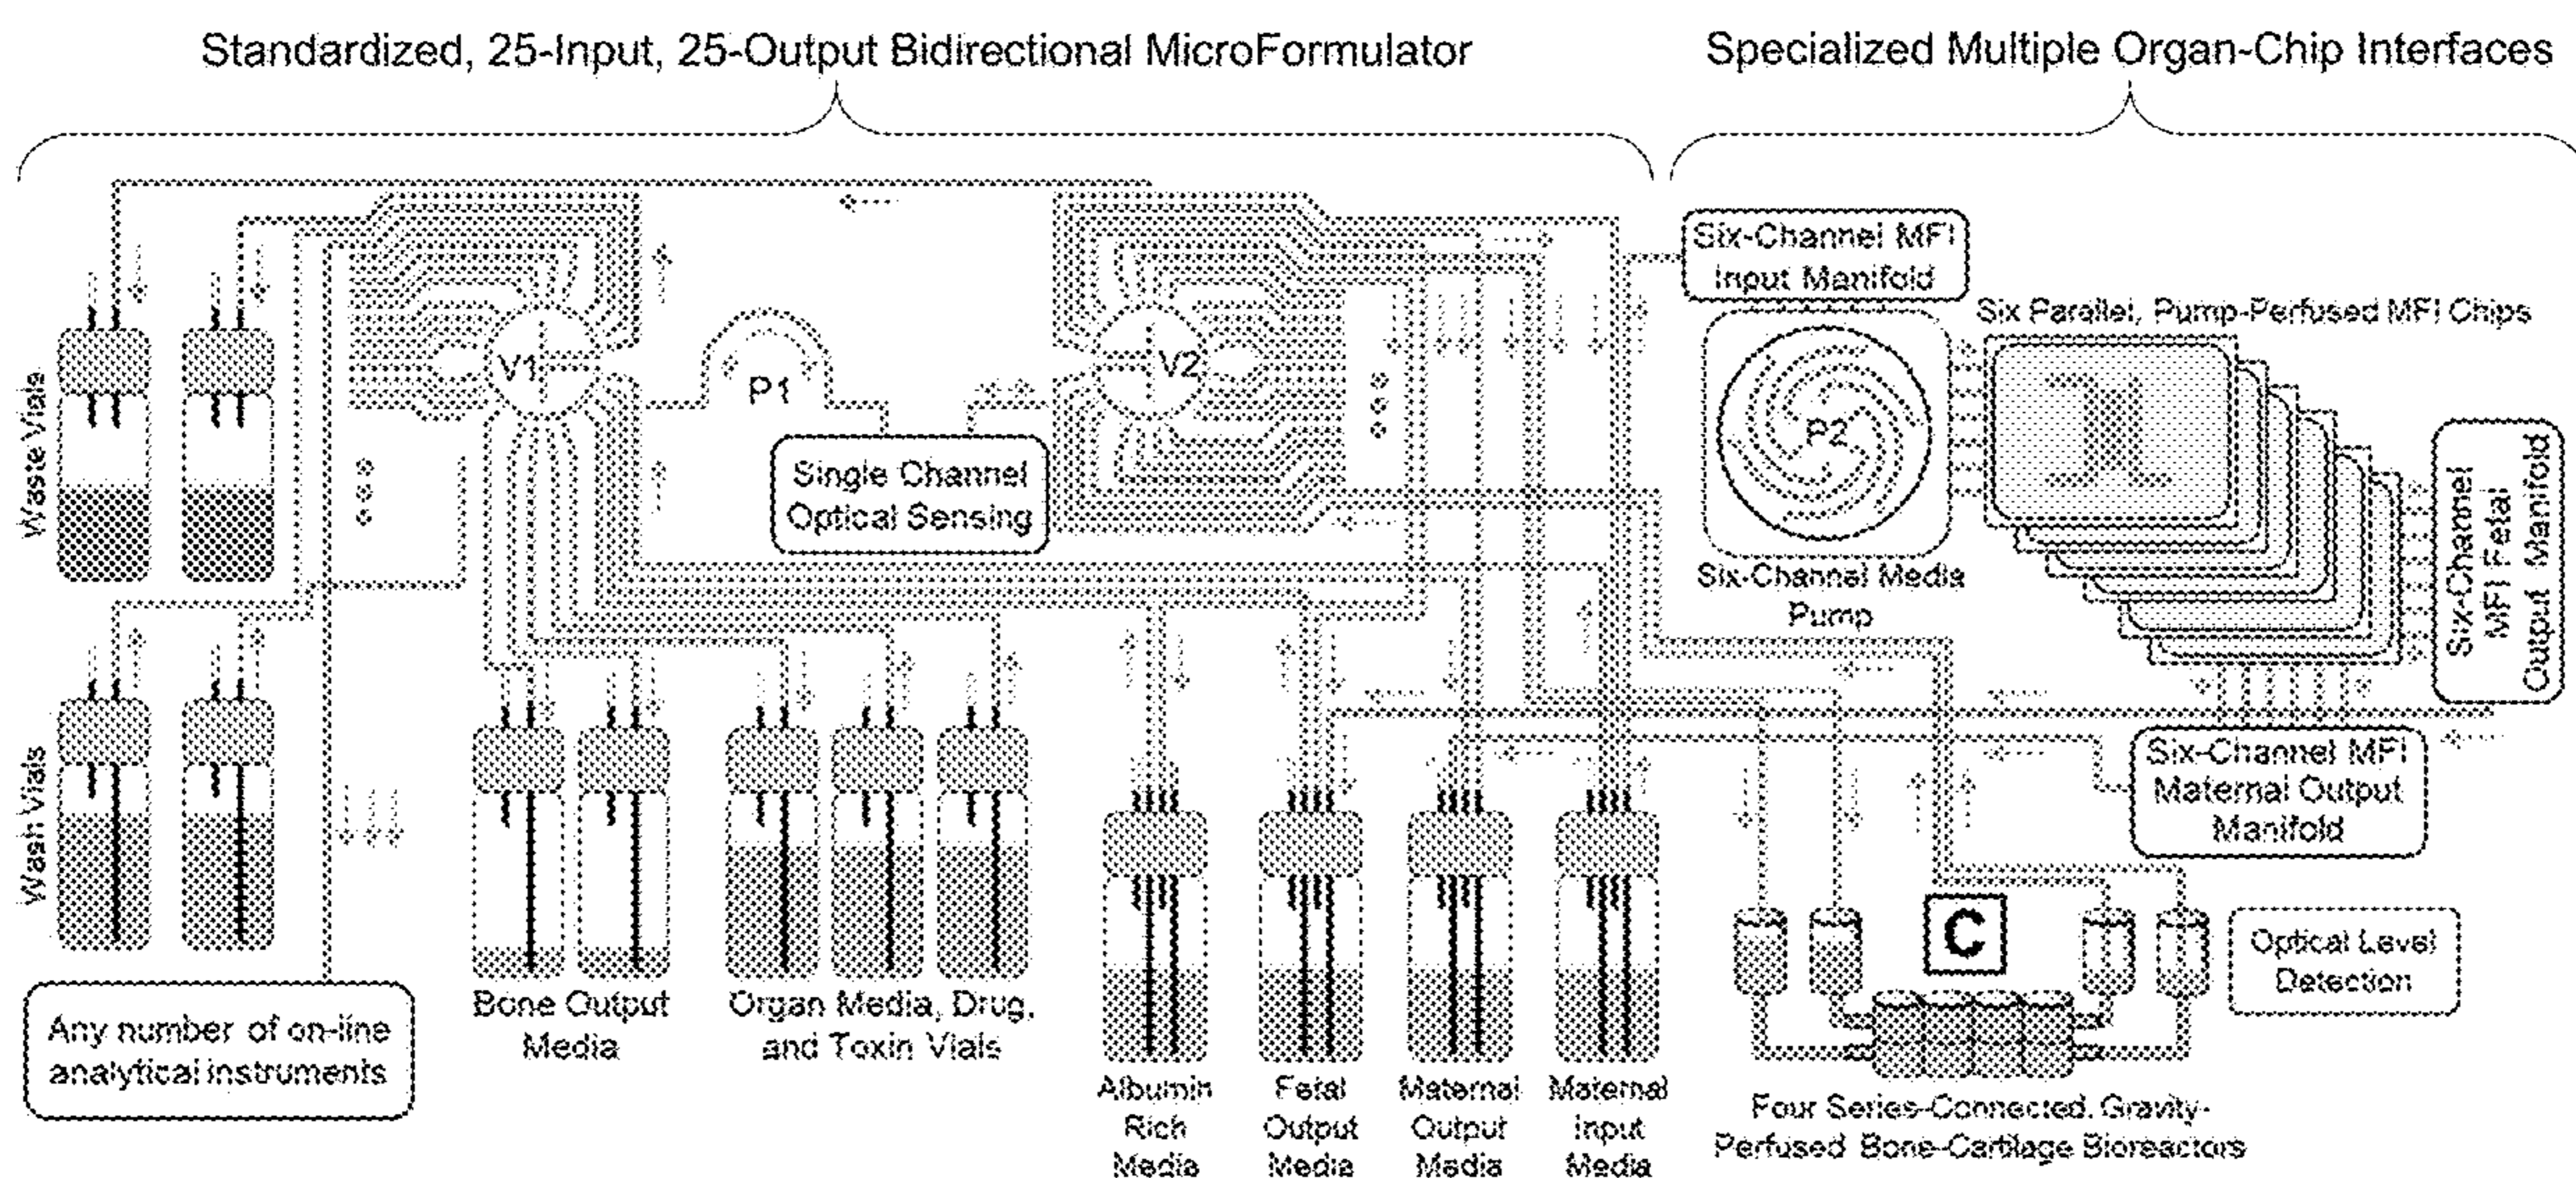 Standardized, 25-Input, 25-Output Bidirectional MicroFormulator
Specialized Multiple Organ-Chip Interfaces
Six-Channel MFI
Input Manifold
Six Parallel, Pump-Perfused MFI Chips
V1
P1
V2
P2
Waste Vials
Single Channel
Optical Sensing
Six-Channel
MFI Fetal
Output Manifold
Six-Channel Media
Pump
Wash Vials
Six-Channel MFI
Maternal Output
Manifold
C
Optical Level
Detection
Any number of on-line
analytical instruments
Bone Output
Media
Organ Media, Drug,
and Toxin Vials
Albumin
Rich
Media
Fetal
Output
Media
Maternal
Output
Media
Maternal
Input
Media
Four Series-Connected, Gravity-
Perfused Bone-Cartilage Bioreactors